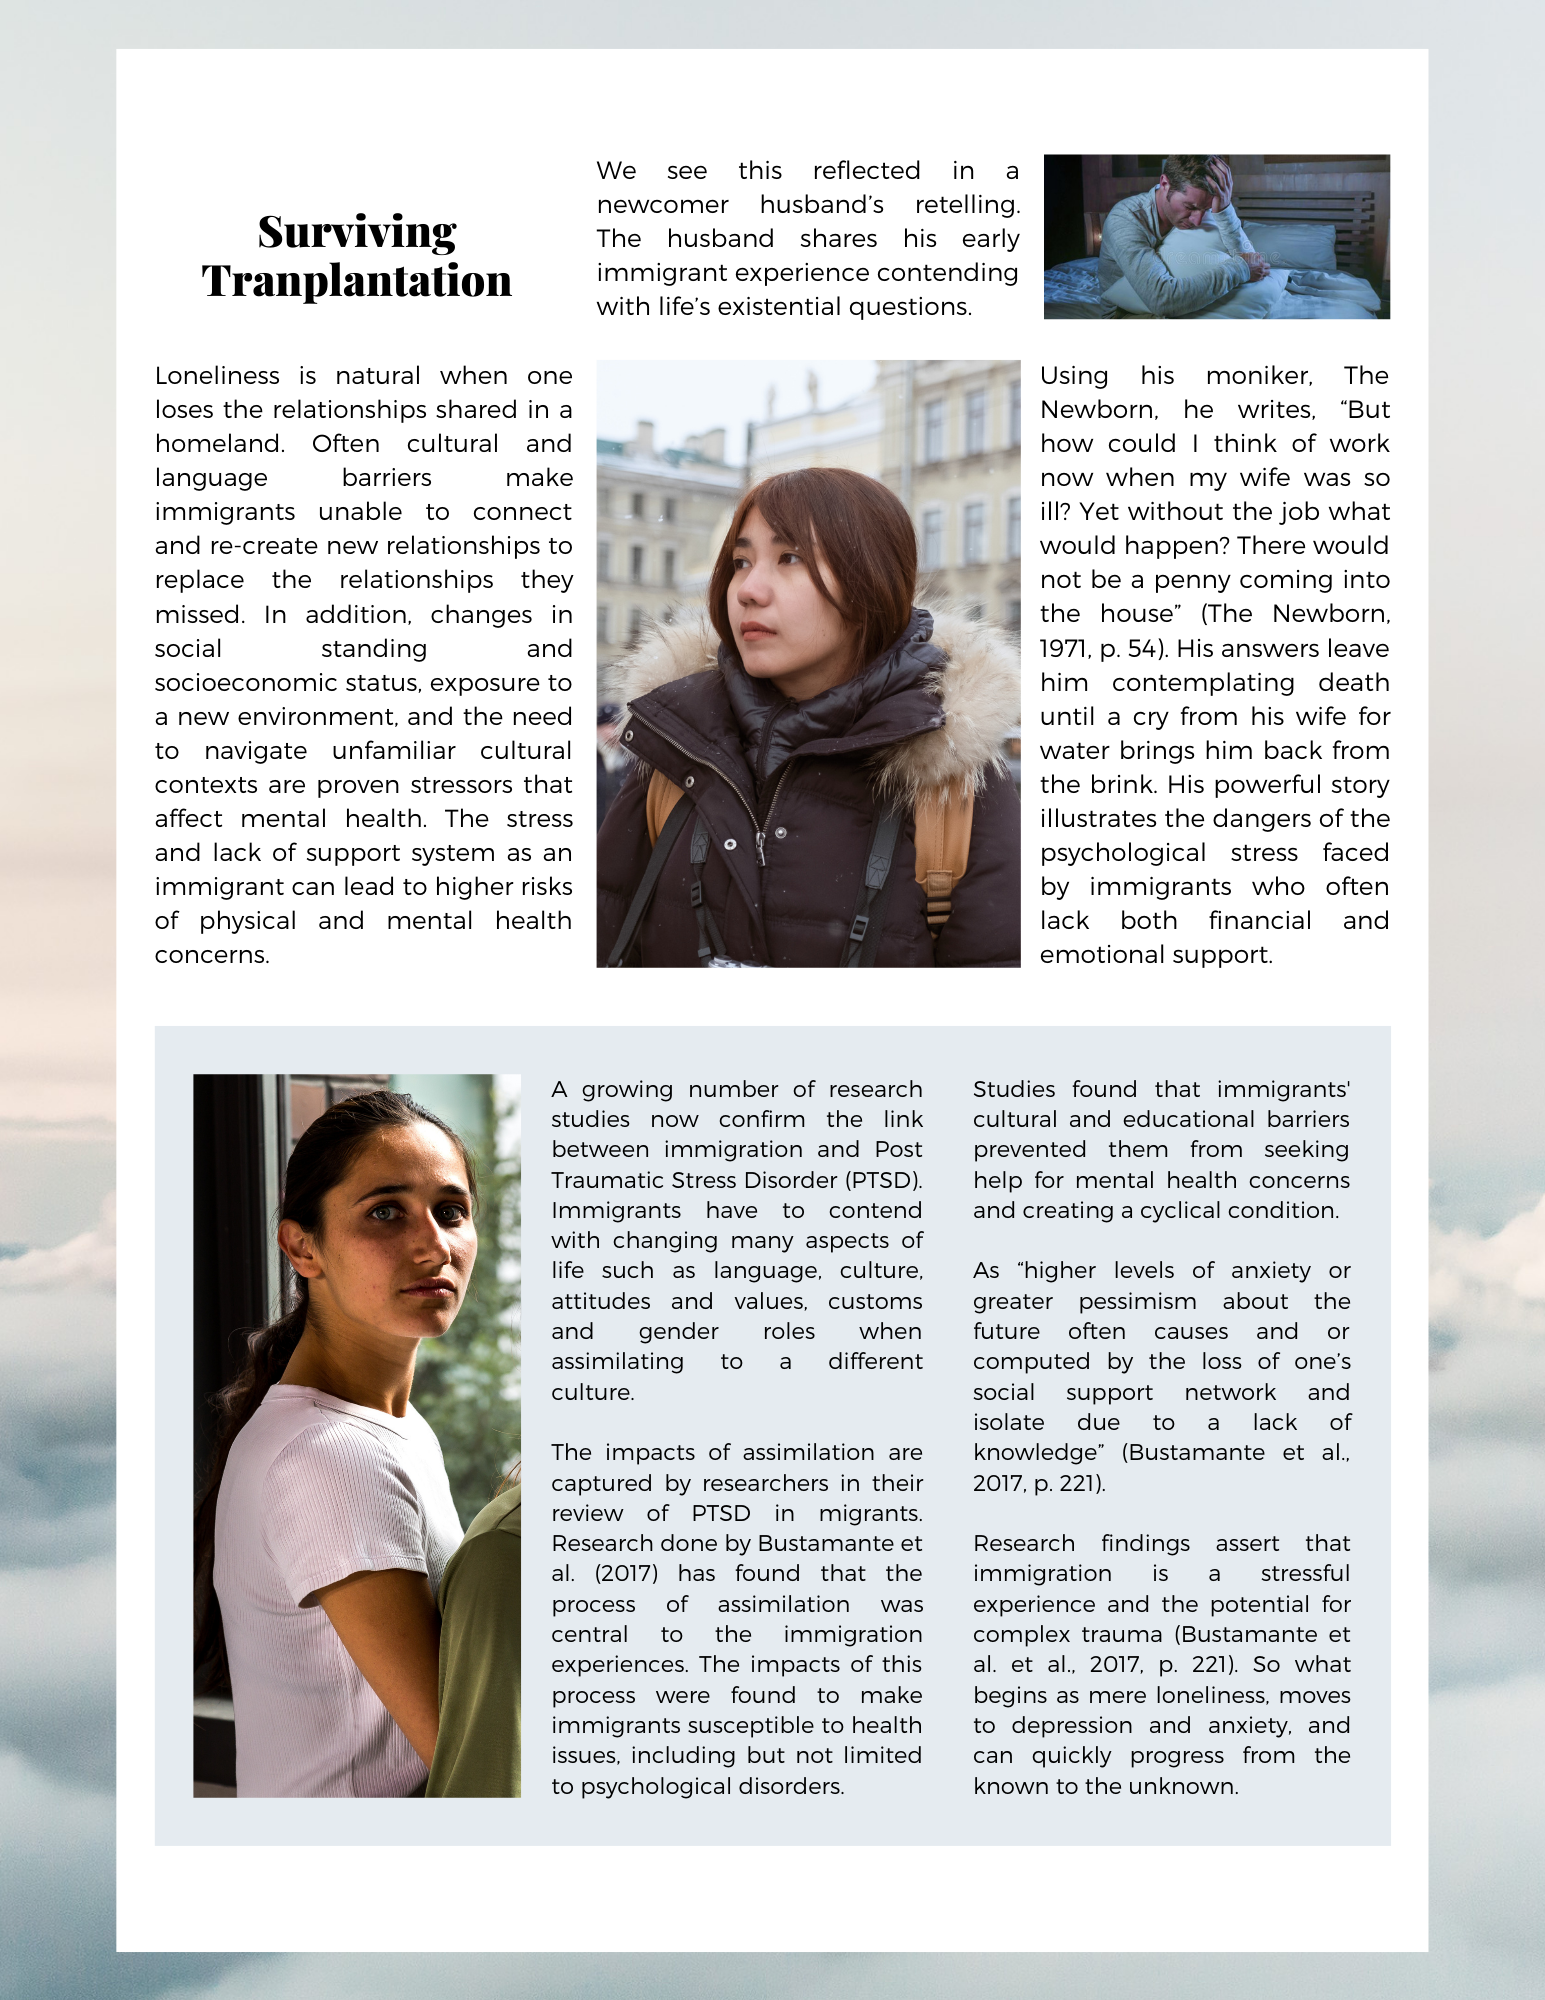 Surviving
Tranplantation
Loneliness is natural when one
loses the relationships shared in a
homeland. Often cultural and
language barriers make
immigrants unable to connect
and re-create new relationships to
replace the relationships they
missed. In addition, changes in
social standing and
socioeconomic status, exposure to
a new environment, and the need
to navigate unfamiliar cultural
contexts are proven stressors that
affect mental health. The stress
and lack of support system as an
immigrant can lead to higher risks
of physical and mental health
concerns.
We see this reflected in a
newcomer husband’s retelling.
The husband shares his early
immigrant experience contending
with life’s existential questions.
Using his moniker, The
Newborn, he writes, “But
how could I think of work
now when my wife was so
ill? Yet without the job what
would happen? There would
not be a penny coming into
the house” (The Newborn,
1971, p. 54). His answers leave
him contemplating death
until a cry from his wife for
water brings him back from
the brink. His powerful story
illustrates the dangers of the
psychological stress faced
by immigrants who often
lack both financial and
emotional support.
A growing number of research
studies now confirm the link
between immigration and Post
Traumatic Stress Disorder (PTSD).
Immigrants have to contend
with changing many aspects of
life such as language, culture,
attitudes and values, customs
and gender roles when
assimilating to a different
culture.
The impacts of assimilation are
captured by researchers in their
review of PTSD in migrants.
Research done by Bustamante et
al. (2017) has found that the
process of assimilation was
central to the immigration
experiences. The impacts of this
process were found to make
immigrants susceptible to health
issues, including but not limited
to psychological disorders.
Studies found that immigrants'
cultural and educational barriers
prevented them from seeking
help for mental health concerns
and creating a cyclical condition.
As “higher levels of anxiety or
greater pessimism about the
future often causes and or
computed by the loss of one’s
social support network and
isolate due to a lack of
knowledge” (Bustamante et al.,
2017, p. 221).
Research findings assert that
immigration is a stressful
experience and the potential for
complex trauma (Bustamante et
al. et al., 2017, p. 221). So what
begins as mere loneliness, moves
to depression and anxiety, and
can quickly progress from the
known to the unknown.